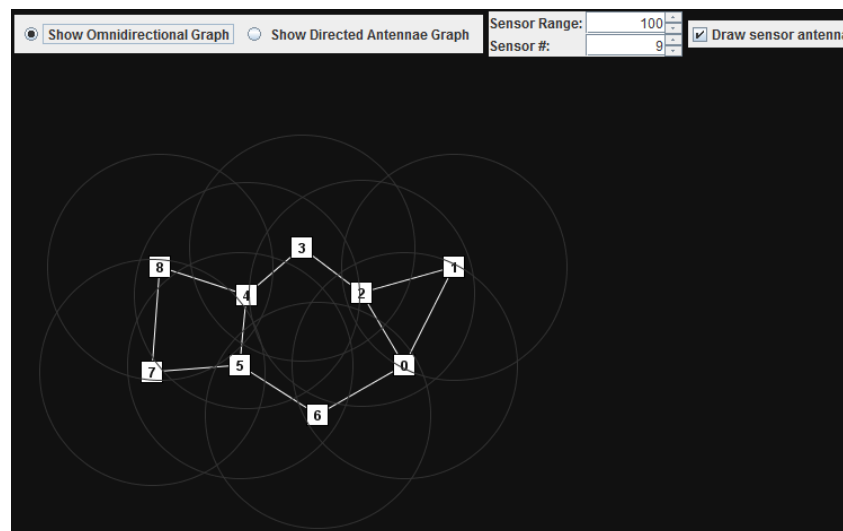 Show Omnidirectional Graph Show Directed Antennae Graph
Sensor Range: 100
Sensor #: 9
Draw sensor antenna
3
8
1
4
2
7
5
0
6